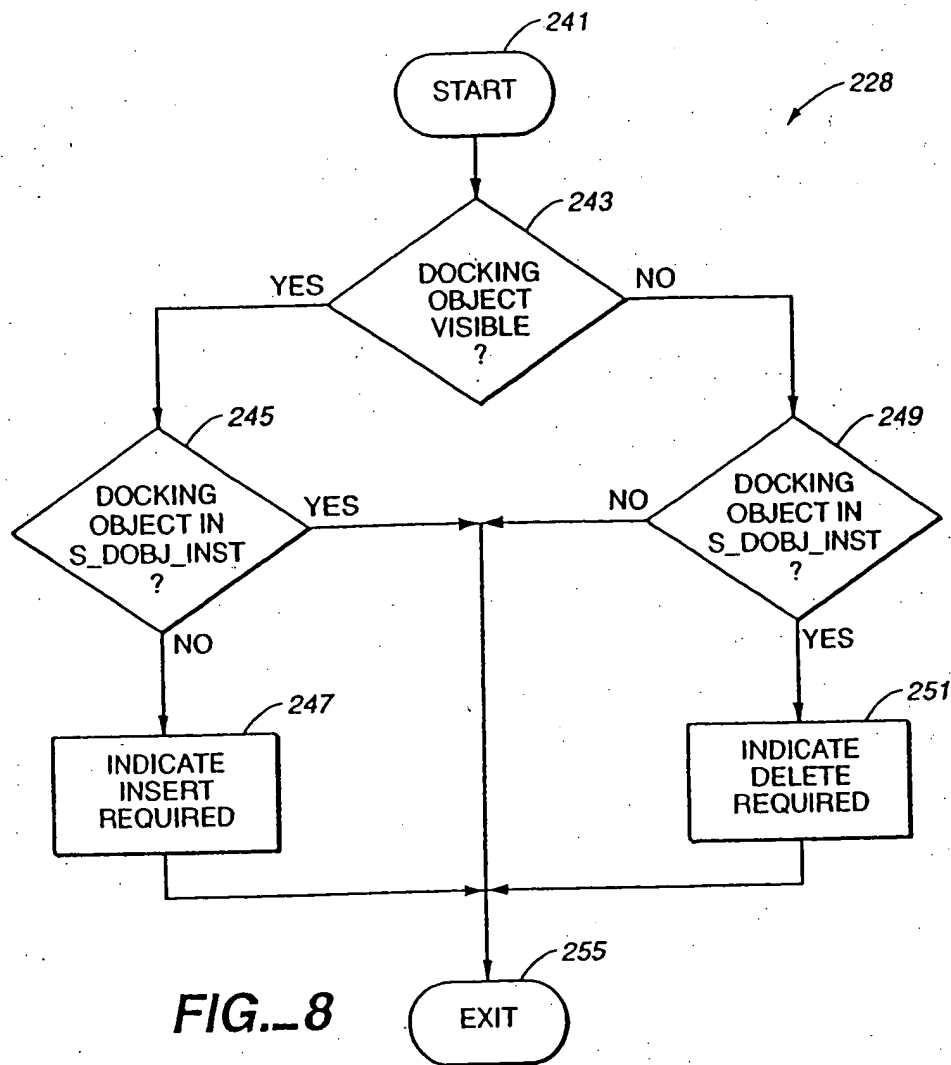 241
START
228
243
DOCKING
OBJECT
VISIBLE
?
YES
NO
245
DOCKING
OBJECT IN
S_DOBJ_INST
?
YES
NO
249
DOCKING
OBJECT IN
S_DOBJ_INST
?
NO
YES
247
INDICATE
INSERT
REQUIRED
251
INDICATE
DELETE
REQUIRED
255
EXIT
FIG._8